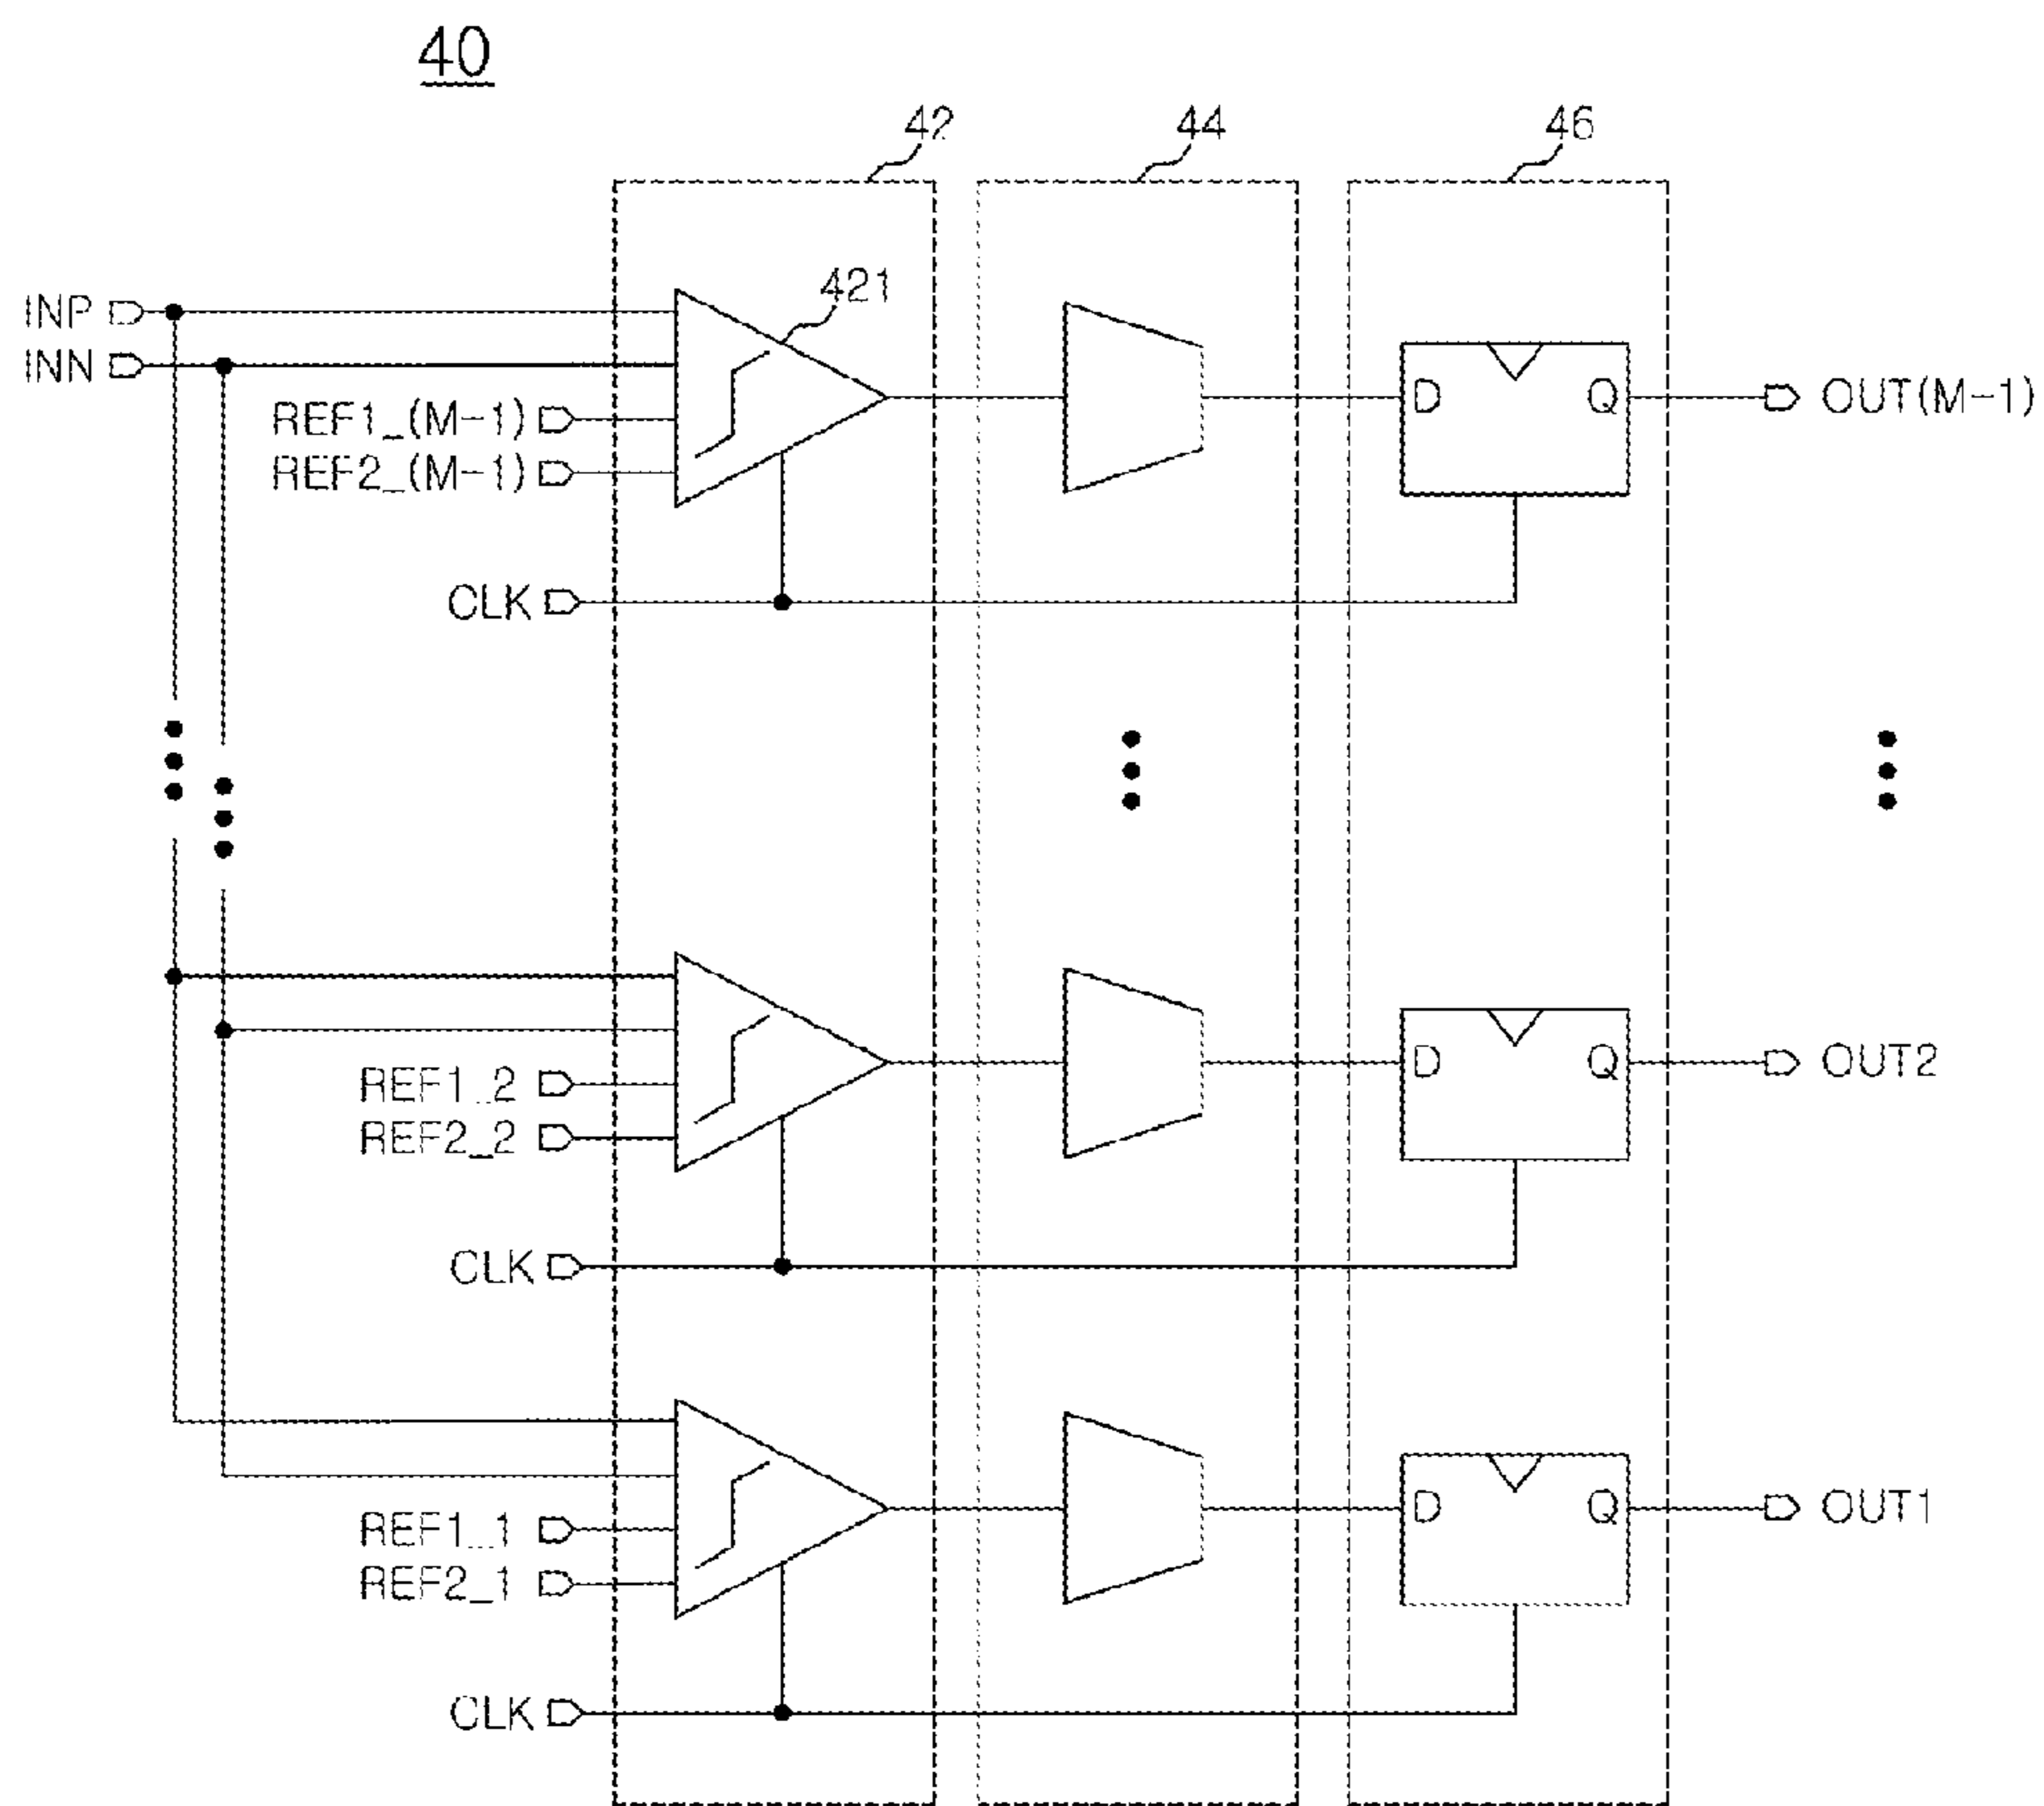 40
42
44
46
421
INP
INN
REF1_(M-1)
REF2_(M-1)
D
Q
OUT(M-1)
CLK
REF1_2
REF2_2
D
Q
OUT2
CLK
REF1_1
REF2_1
D
Q
OUT1
CLK